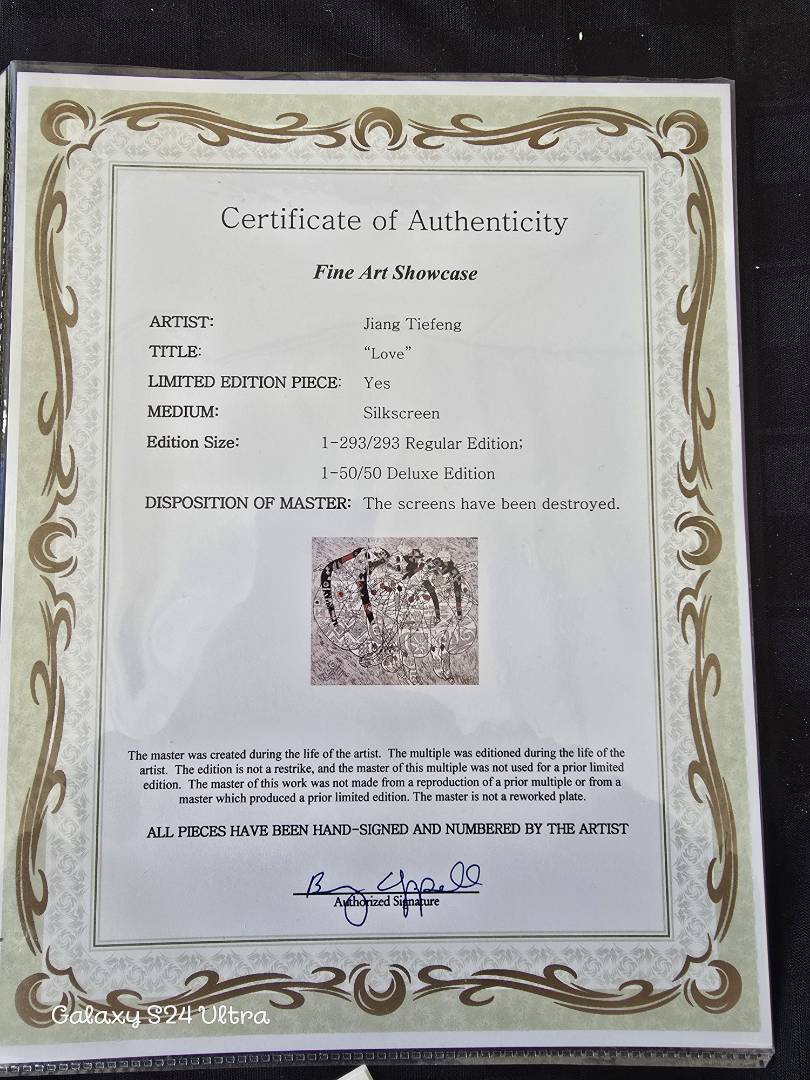 Certificate of Authenticity
Fine Art Showcase
ARTIST: Jiang Tiefeng
TITLE: “Love”
LIMITED EDITION PIECE: Yes
MEDIUM: Silkscreen
Edition Size: 1-293/293 Regular Edition;
1-50/50 Deluxe Edition
DISPOSITION OF MASTER: The screens have been destroyed.
The master was created during the life of the artist. The multiple was editioned during the life of the
artist. The edition is not a restrike, and the master of this multiple was not used for a prior limited
edition. The master of this work was not made from a reproduction of a prior multiple or from a
master which produced a prior limited edition. The master is not a reworked plate.
ALL PIECES HAVE BEEN HAND-SIGNED AND NUMBERED BY THE ARTIST
Authorized Signature
Galaxy S24 Ultra